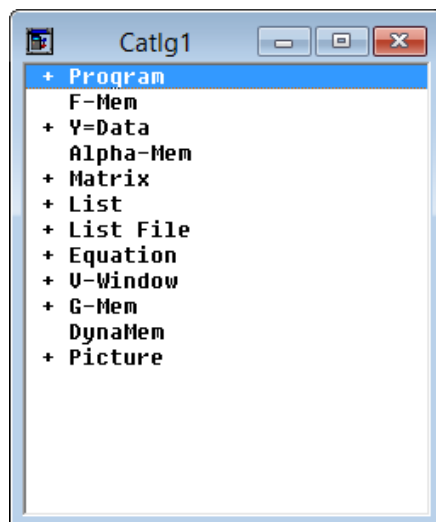 Catlg1
+ Program
F-Mem
+ Y=Data
Alpha-Mem
+ Matrix
+ List
+ List File
+ Equation
+ V-Window
+ G-Mem
DynaMem
+ Picture